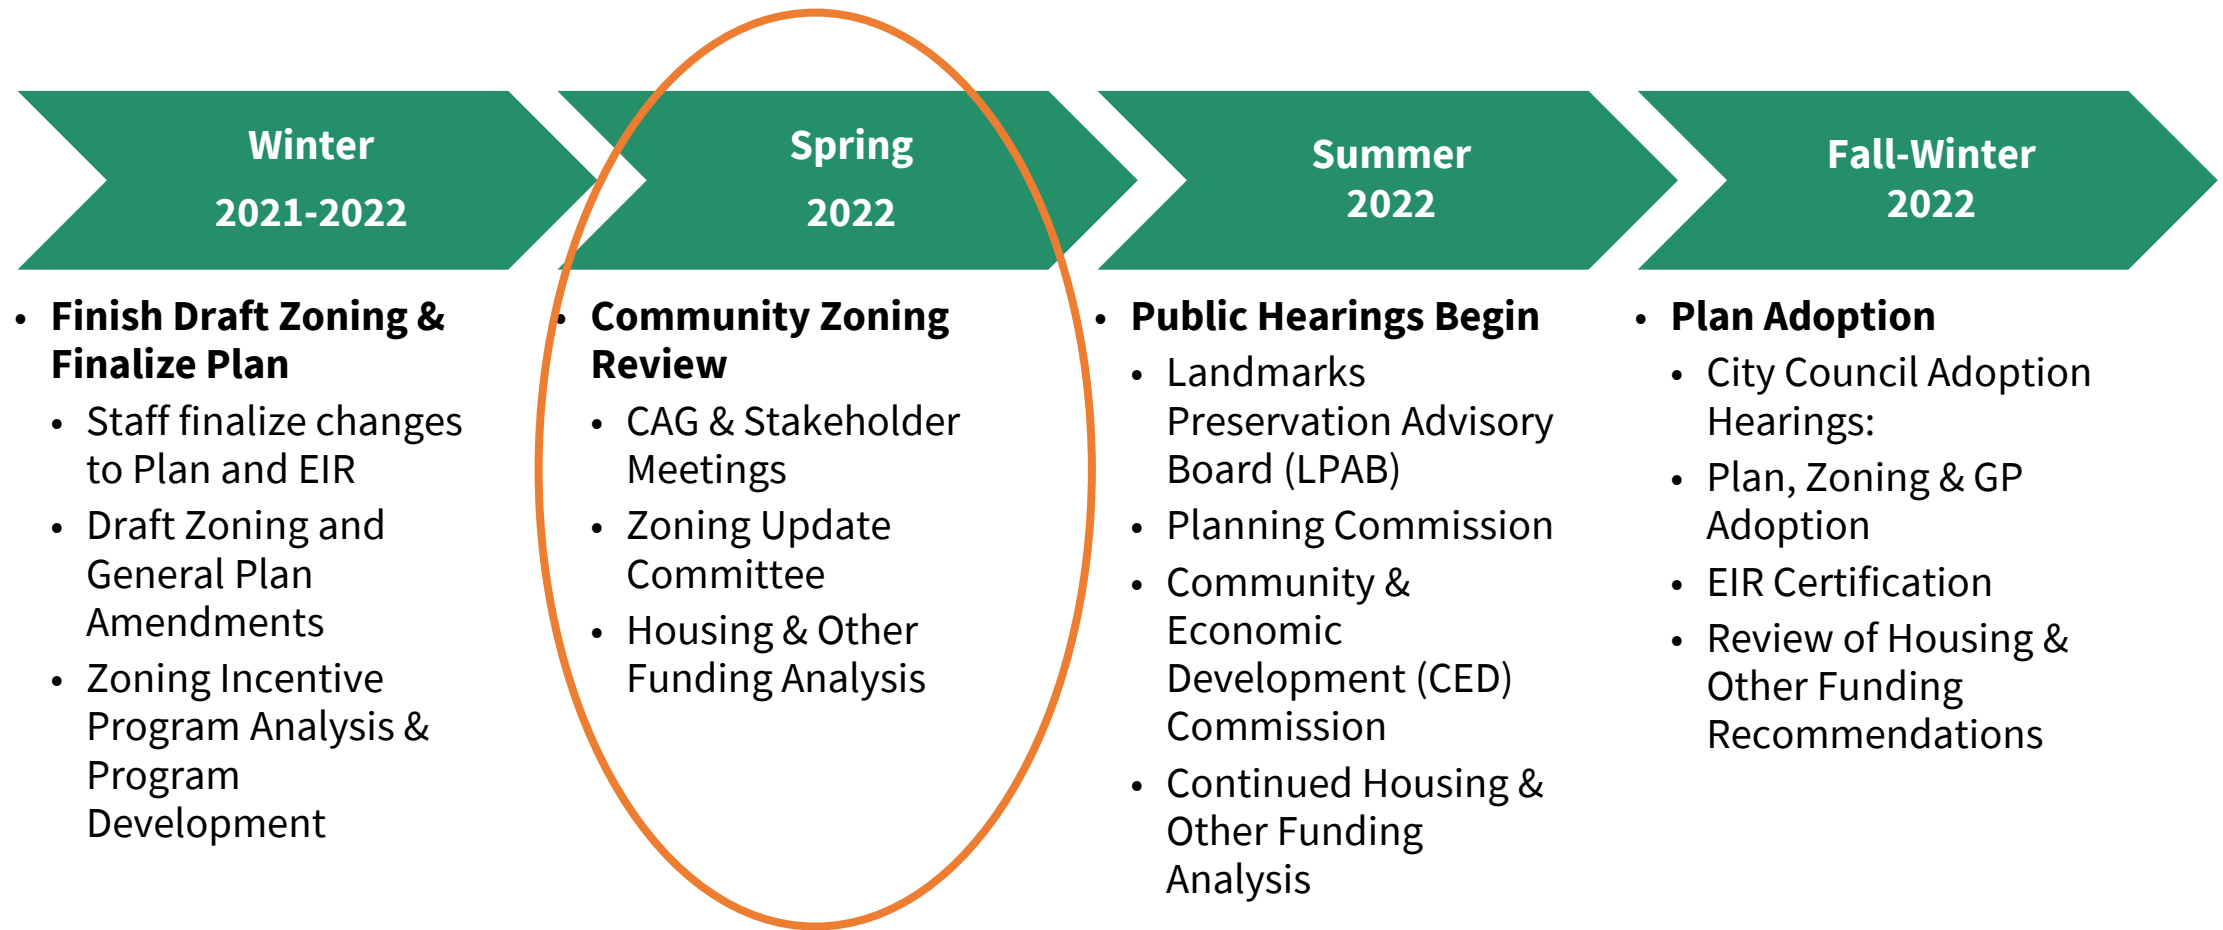 Winter
2021-2022
• Finish Draft Zoning &
Finalize Plan
• Staff finalize changes
to Plan and EIR
• Draft Zoning and
General Plan
Amendments
• Zoning Incentive
Program Analysis &
Program
Development
Spring
2022
• Community Zoning
Review
• CAG & Stakeholder
Meetings
• Zoning Update
Committee
• Housing & Other
Funding Analysis
Summer
2022
• Public Hearings Begin
• Landmarks
Preservation Advisory
Board (LPAB)
• Planning Commission
• Community &
Economic
Development (CED)
Commission
• Continued Housing &
Other Funding
Analysis
Fall-Winter
2022
• Plan Adoption
• City Council Adoption
Hearings:
• Plan, Zoning & GP
Adoption
• EIR Certification
• Review of Housing &
Other Funding
Recommendations